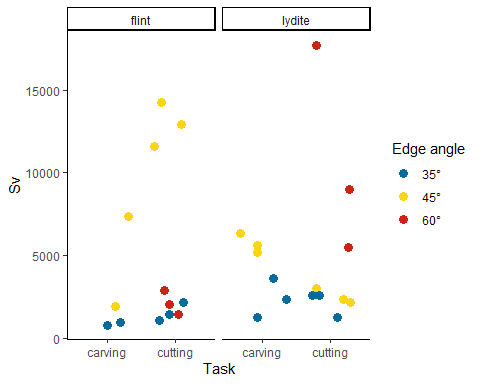 flint
lydite
15000
10000
5000
0
Sv
carving
cutting
carving
cutting
Task
Edge angle
35°
45°
60°